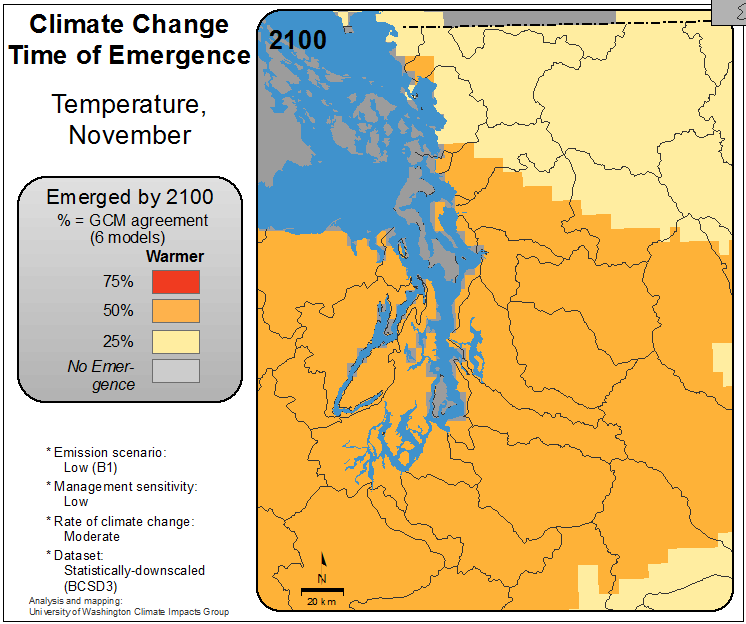 Climate Change
Time of Emergence
Temperature,
November
Emerged by 2100
% = GCM agreement
(6 models)
Warmer
75%
50%
25%
No Emer-
gence
* Emission scenario:
Low (B1)
* Management sensitivity:
Low
* Rate of climate change:
Moderate
* Dataset:
Statistically-downscaled
(BCSD3)
Analysis and mapping:
University of Washington Climate Impacts Group
2100
N
20 km